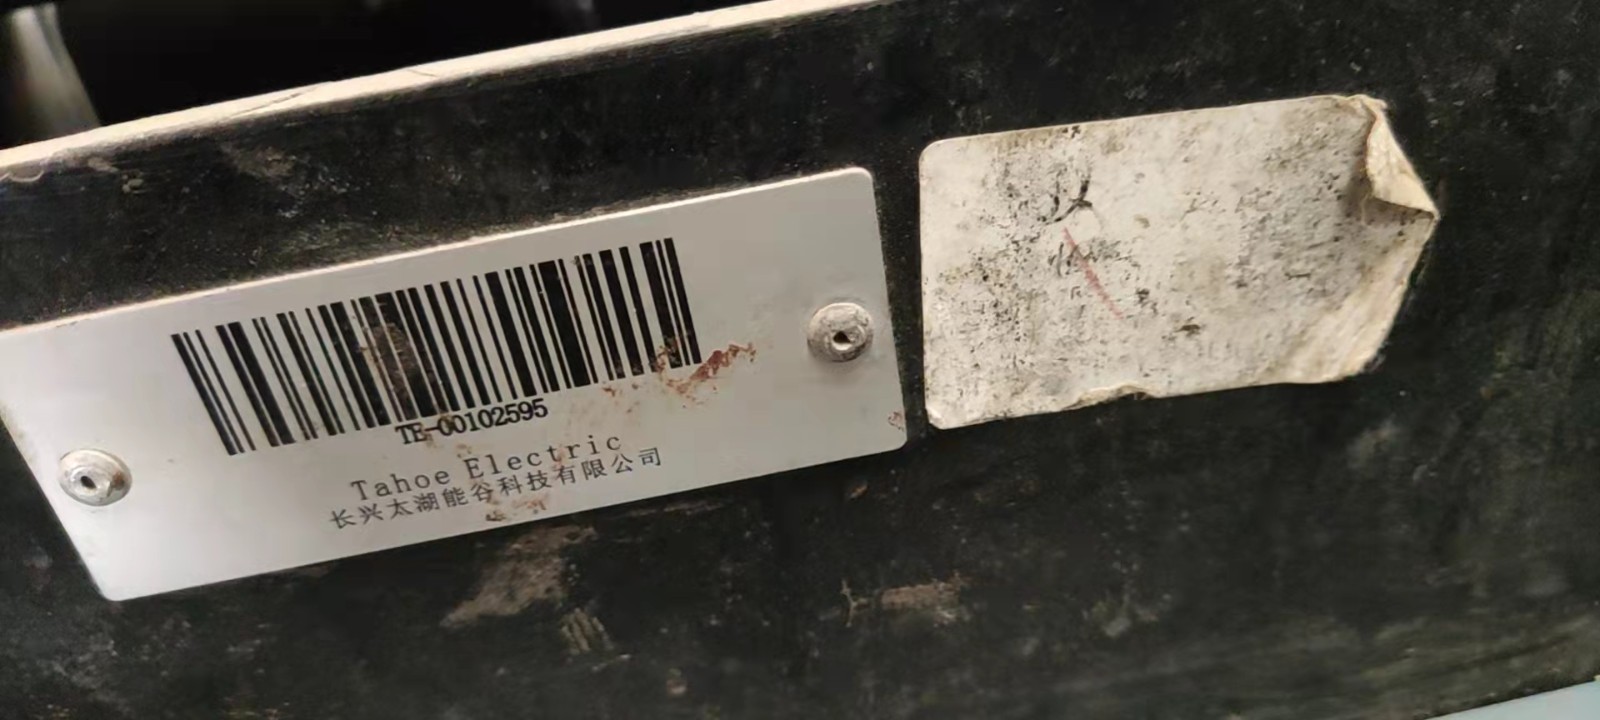 TE-00102595
Tahoe Electric
长兴太湖能谷科技有限公司